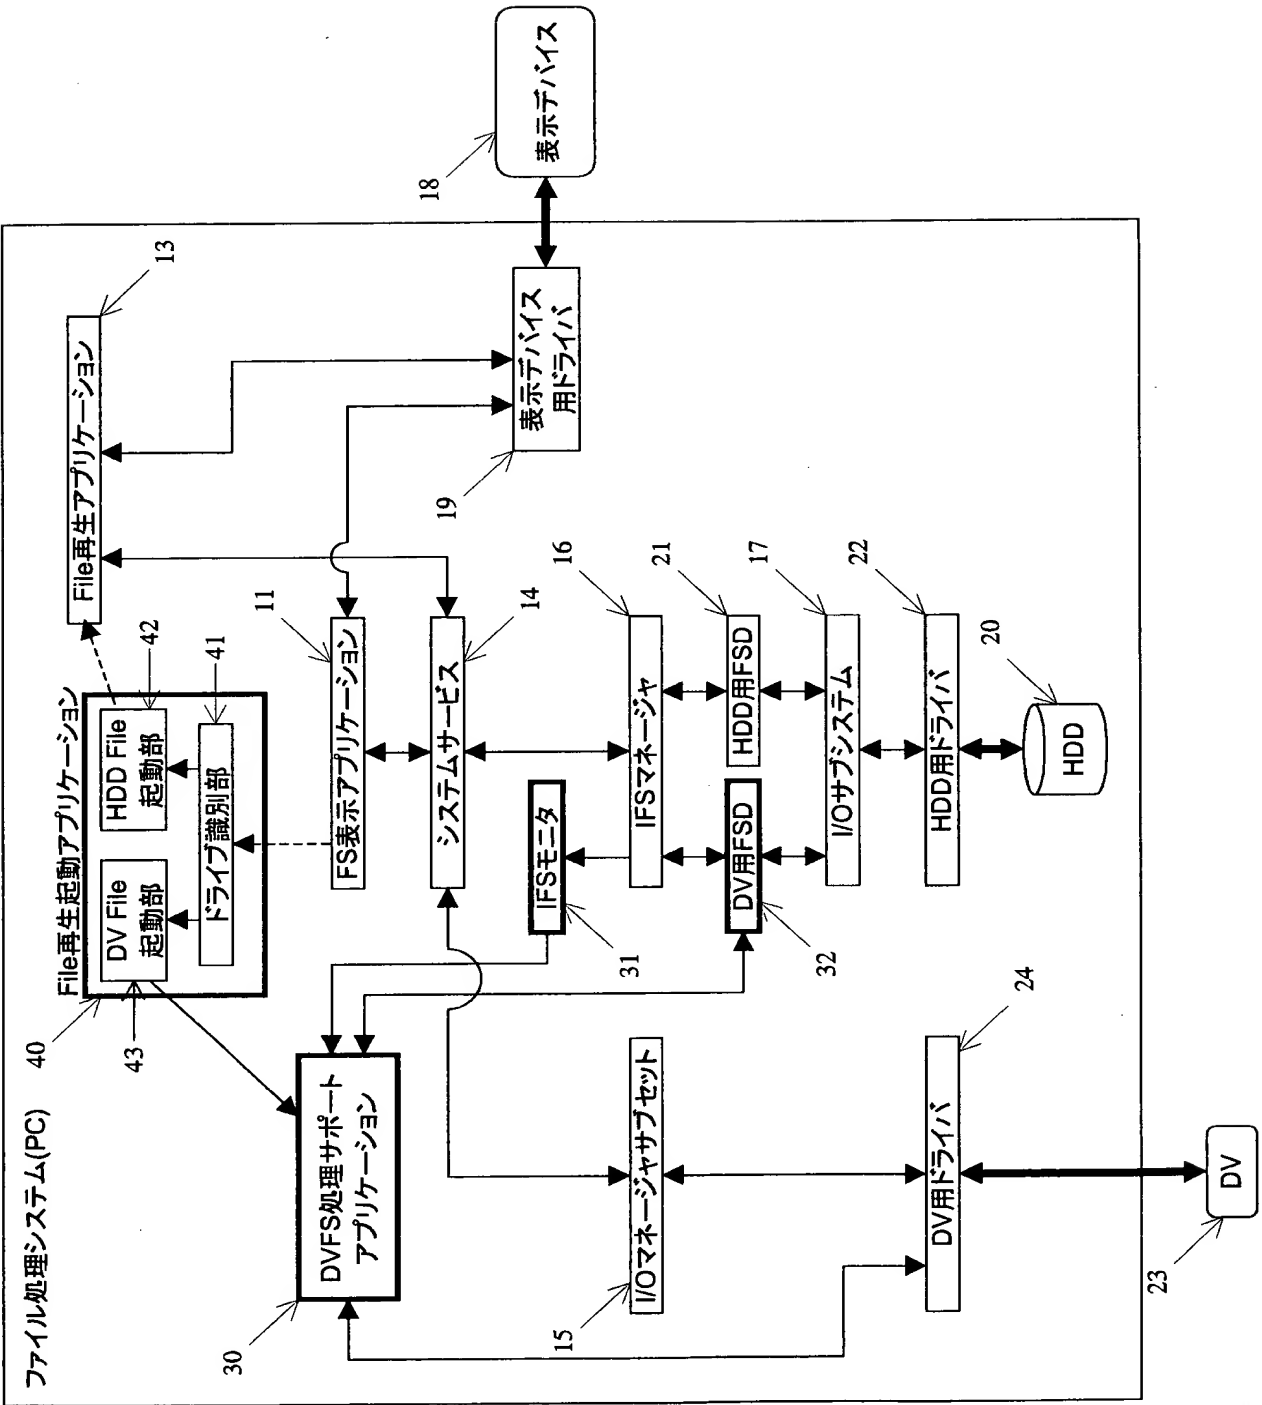 ファイル処理システム(PC)
40
File再生起動アプリケーション
43
DV File
起動部
HDD File
起動部
42
ドライブ識別部
41
File再生アプリケーション
13
30
DVFS処理サポート
アプリケーション
FS表示アプリケーション
11
システムサービス
14
IFSモニタ
31
表示デバイス
用ドライバ
19
表示デバイス
18
15
I/Oマネージャサブセット
IFSマネージャ
16
DV用FSD
32
HDD用FSD
21
I/Oサブシステム
17
DV用ドライバ
24
HDD用ドライバ
22
DV
23
HDD
20